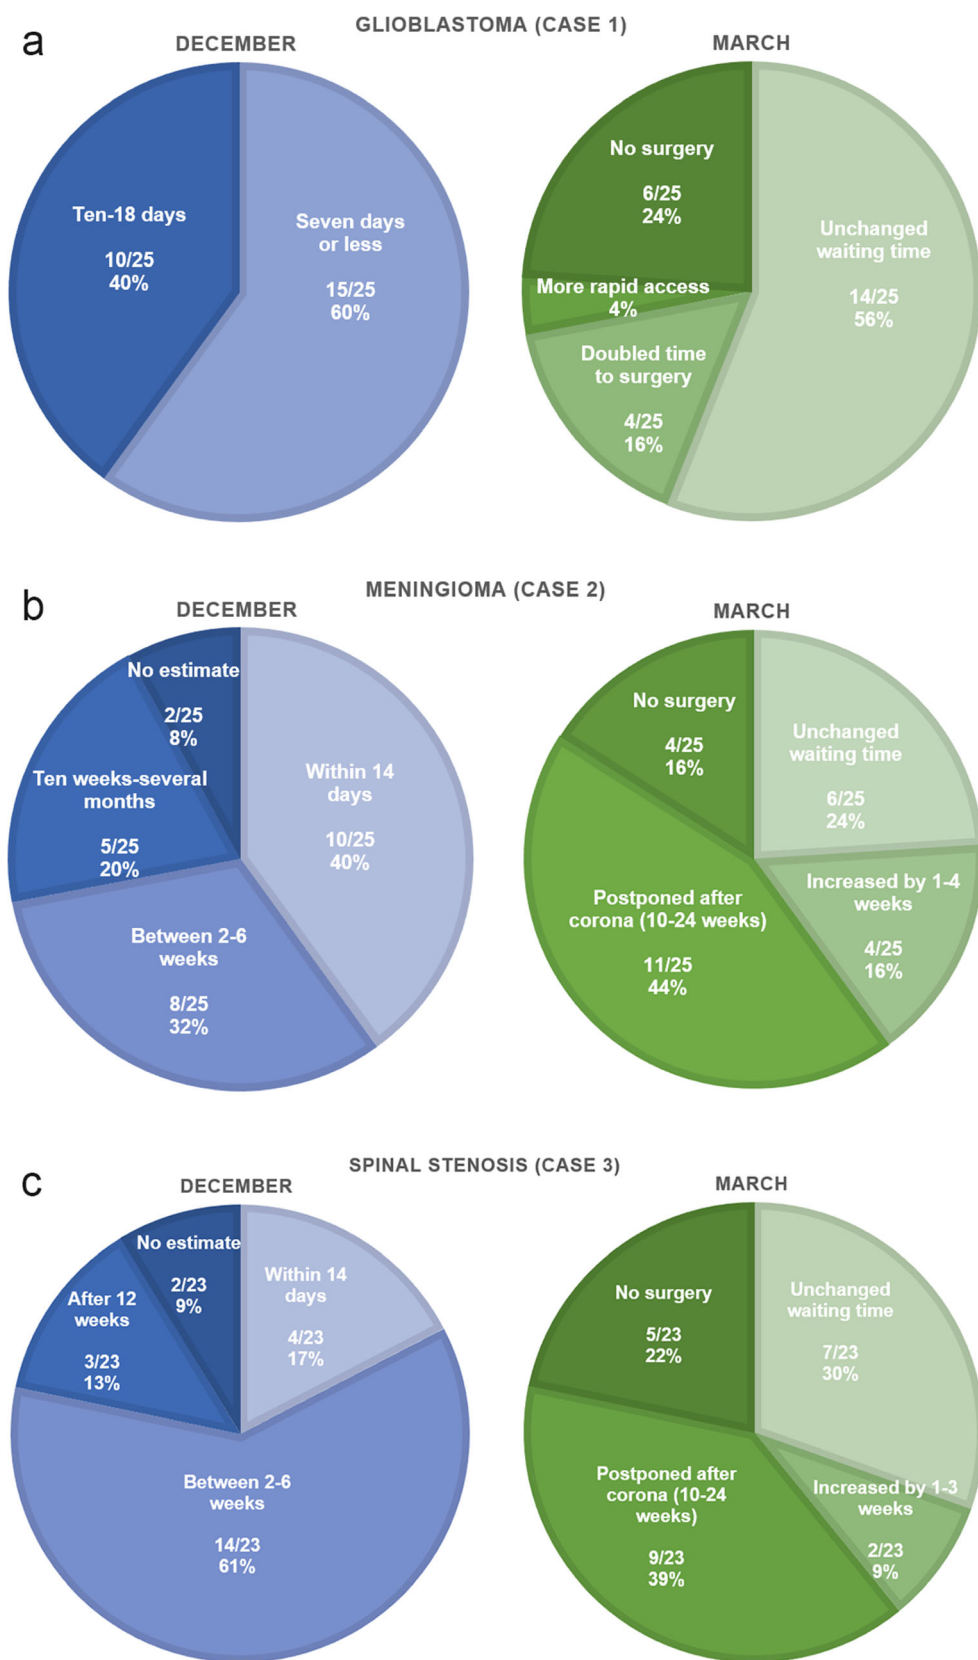 a
GLIOBLASTOMA (CASE 1)
DECEMBER
Ten-18 days
10/25
40%
Seven days
or less
15/25
60%
MARCH
No surgery
6/25
24%
More rapid access
4%
Doubled time
to surgery
4/25
16%
Unchanged
waiting time
14/25
56%
b
MENINGIOMA (CASE 2)
DECEMBER
No estimate
2/25
8%
Ten weeks-several
months
5/25
20%
Within 14
days
10/25
40%
Between 2-6
weeks
8/25
32%
MARCH
No surgery
4/25
16%
Unchanged
waiting time
6/25
24%
Postponed after
corona (10-24 weeks)
11/25
44%
Increased by 1-4
weeks
4/25
16%
c
SPINAL STENOSIS (CASE 3)
DECEMBER
No estimate
2/23
9%
Within 14
days
4/23
17%
After 12
weeks
3/23
13%
Between 2-6
weeks
14/23
61%
MARCH
No surgery
5/23
22%
Unchanged
waiting time
7/23
30%
Postponed after
corona (10-24
weeks)
9/23
39%
Increased by 1-3
weeks
2/23
9%